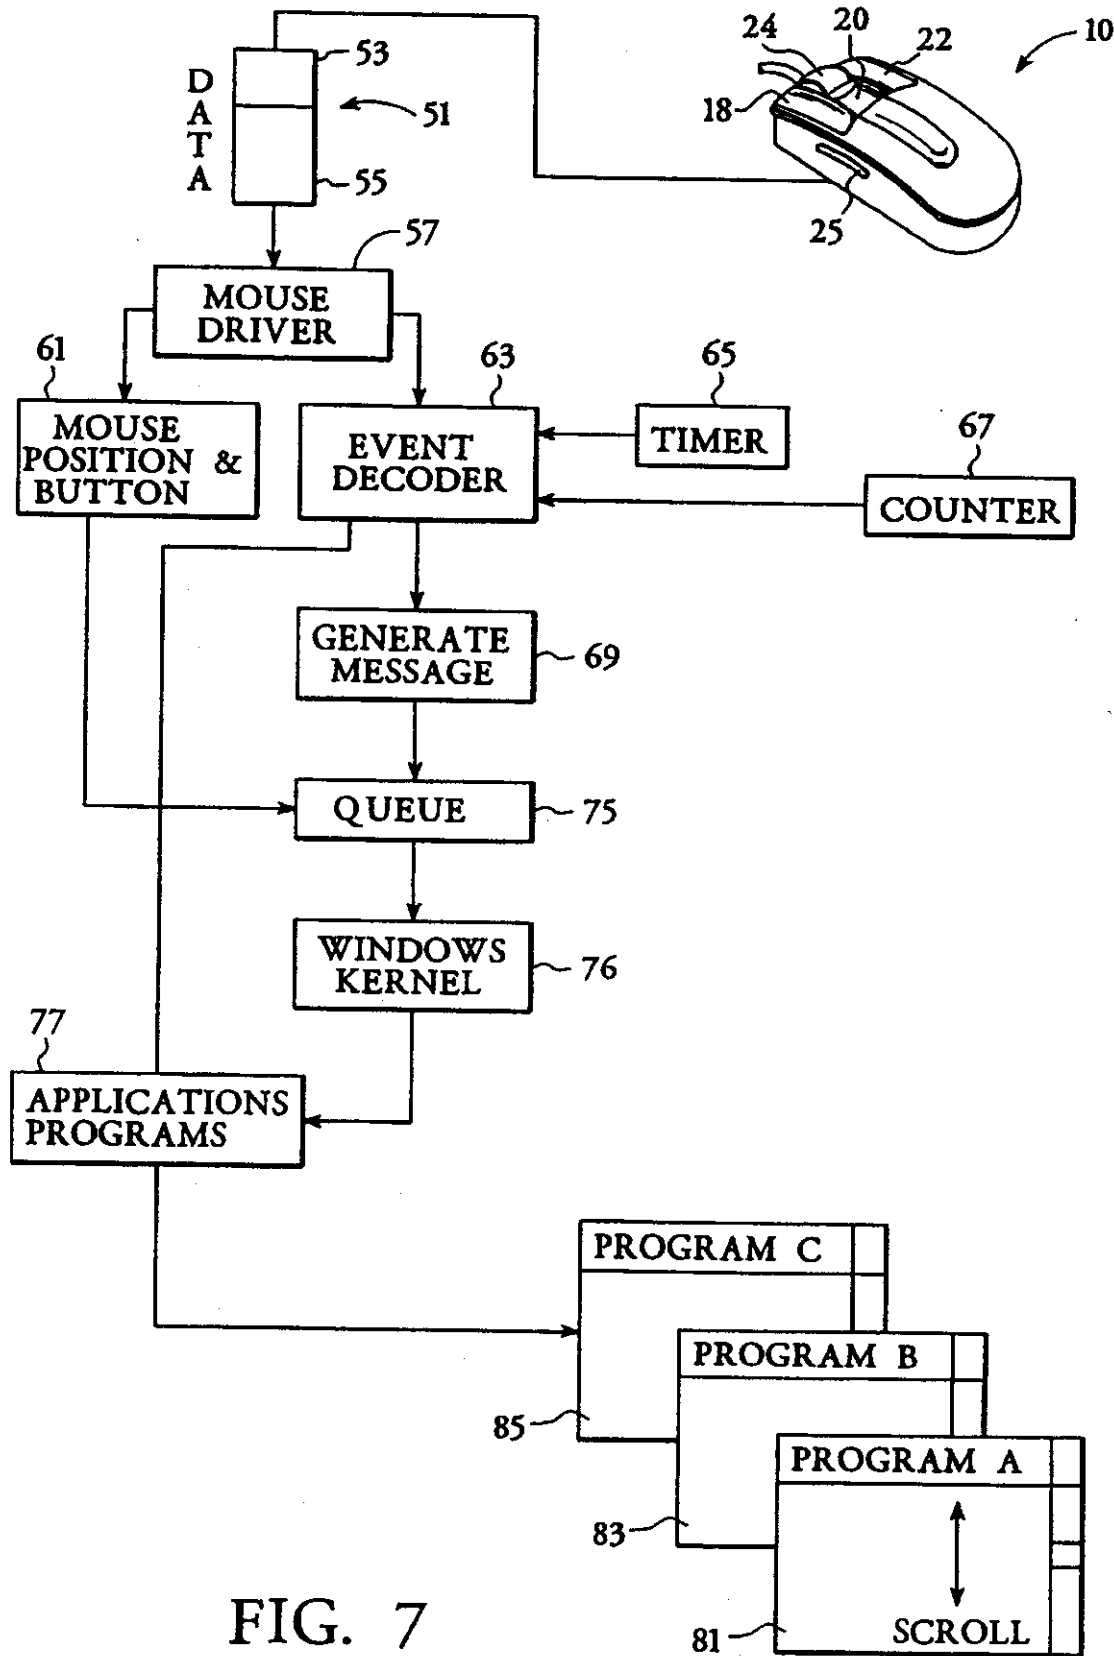 10
20
24
22
18
25
53
DATA
51
55
57
MOUSE
DRIVER
61
63
65
67
MOUSE
POSITION &
BUTTON
EVENT
DECODER
TIMER
COUNTER
GENERATE
MESSAGE
69
QUEUE
75
WINDOWS
KERNEL
76
77
APPLICATIONS
PROGRAMS
PROGRAM C
PROGRAM B
85
PROGRAM A
83
SCROLL
81
FIG. 7